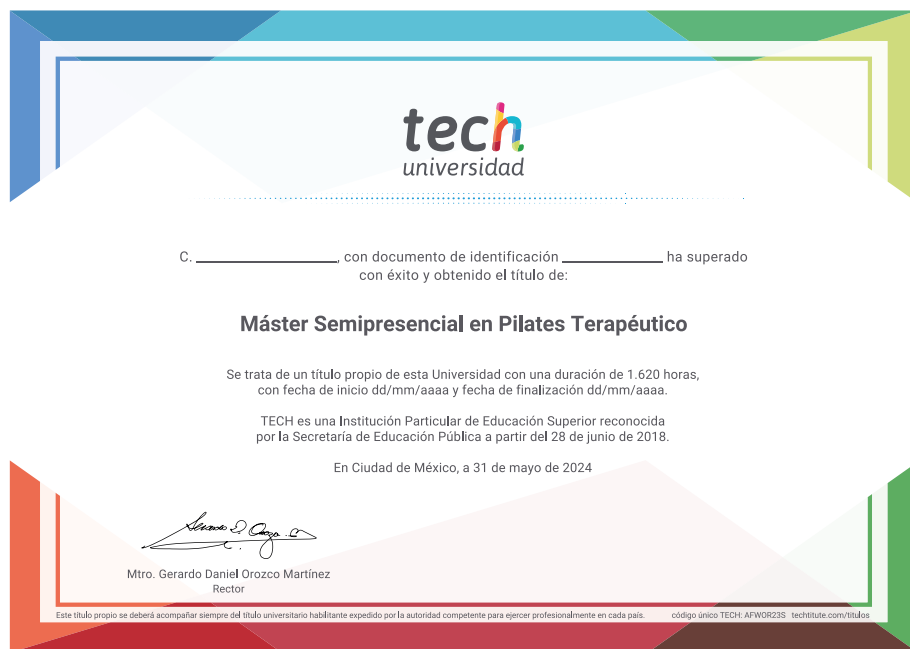 tech
universidad
C. ____________, con documento de identificación ____________ ha superado
con éxito y obtenido el título de:
Máster Semipresencial en Pilates Terapéutico
Se trata de un título propio de esta Universidad con una duración de 1.620 horas,
con fecha de inicio dd/mm/aaaa y fecha de finalización dd/mm/aaaa.
TECH es una Institución Particular de Educación Superior reconocida
por la Secretaría de Educación Pública a partir del 28 de junio de 2018.
En Ciudad de México, a 31 de mayo de 2024
Mtro. Gerardo Daniel Orozco Martínez
Rector
Este título propio se deberá acompañar siempre del título universitario habilitante expedido por la autoridad competente para ejercer profesionalmente en cada país. código único TECH: AFWOR23S techtitute.com/titulos